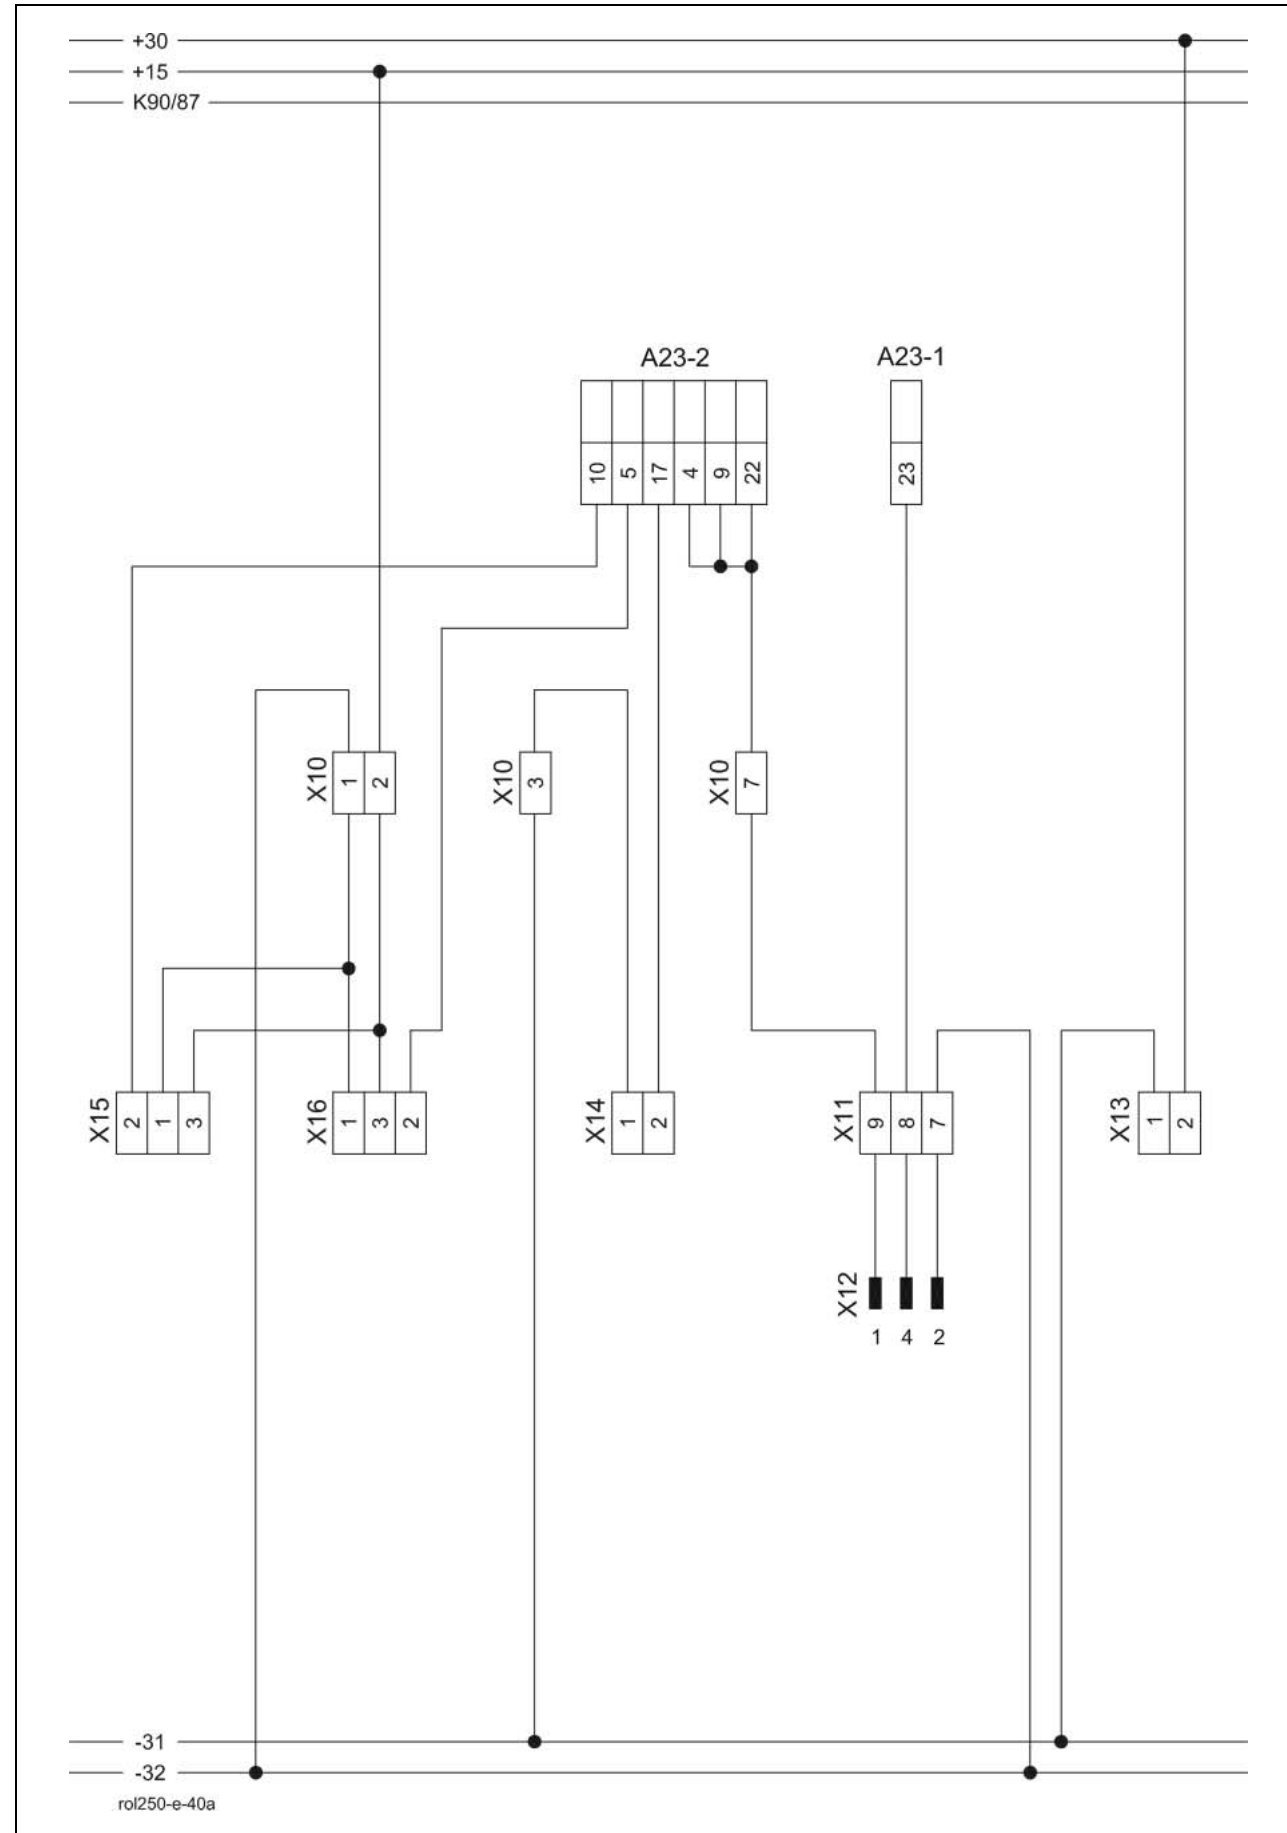 +30
+15
K90/87
A23-2
A23-1
10 5 17 4 9 22
23
X10 1 2
X10 3
X10 7
X15 2 1 3
X16 1 3 2
X14 1 2
X11 9 8 7
X13 1 2
X12
1 4 2
-31
-32
rol250-e-40a